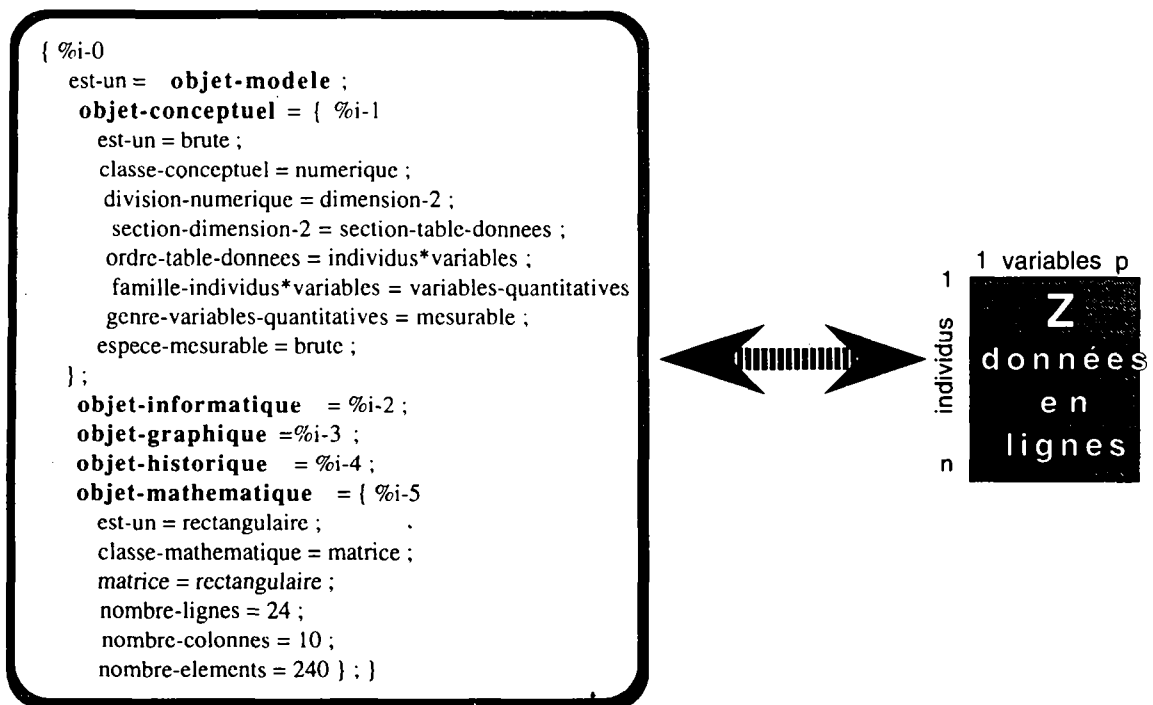 { %i-0
est-un = objet-modele ;
objet-conceptuel = { %i-1
est-un = brute ;
classe-conceptuel = numerique ;
division-numerique = dimension-2 ;
section-dimension-2 = section-table-donnees ;
ordre-table-donnees = individus*variables ;
famille-individus*variables = variables-quantitatives
genre-variables-quantitatives = mesurable ;
espece-mesurable = brute ;
} ;
objet-informatique = %i-2 ;
objet-graphique =%i-3 ;
objet-historique = %i-4 ;
objet-mathematique = { %i-5
est-un = rectangulaire ;
classe-mathematique = matrice ;
matrice = rectangulaire ;
nombre-lignes = 24 ;
nombre-colonnes = 10 ;
nombre-elements = 240 } ; }
1 variables p
1
individus
n
Z
données
en
lignes